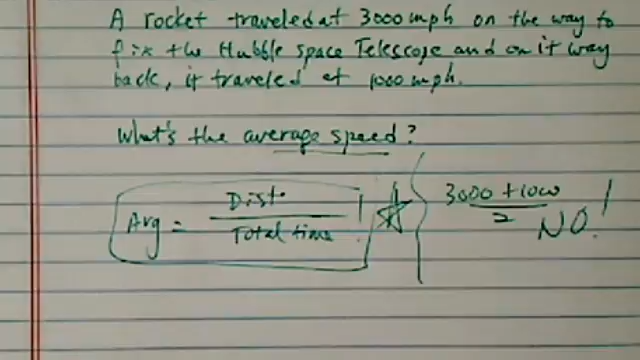 A rocket traveled at 3000 mph on the way to
fix the Hubble space Telescope and on it way
back, it traveled at 1000 mph.
What's the average speed?
Avg = Dist. / Total time ! ☆ 3000 + 1000 / 2 NO!